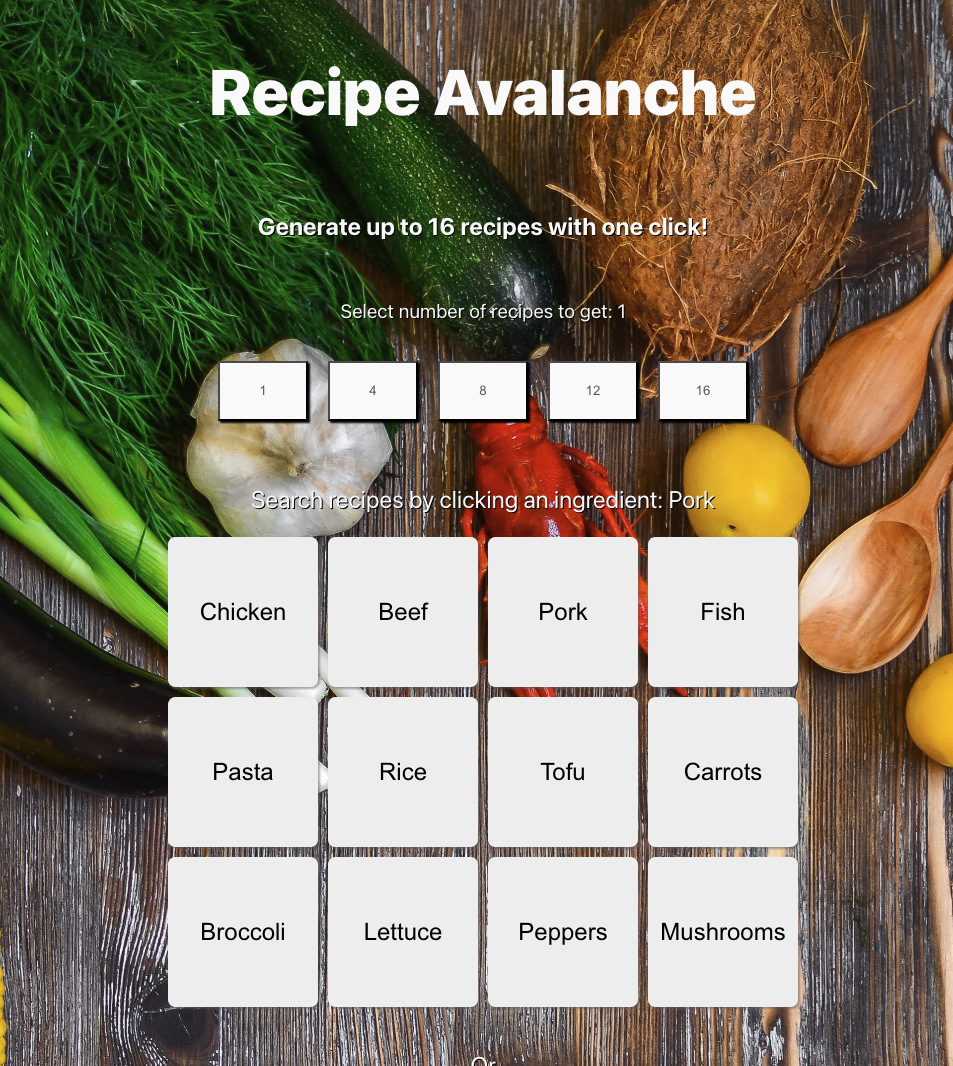 Recipe Avalanche
Generate up to 16 recipes with one click!
Select number of recipes to get: 1
1 4 8 12 16
Search recipes by clicking an ingredient: Pork
Chicken Beef Pork Fish
Pasta Rice Tofu Carrots
Broccoli Lettuce Peppers Mushrooms
Or